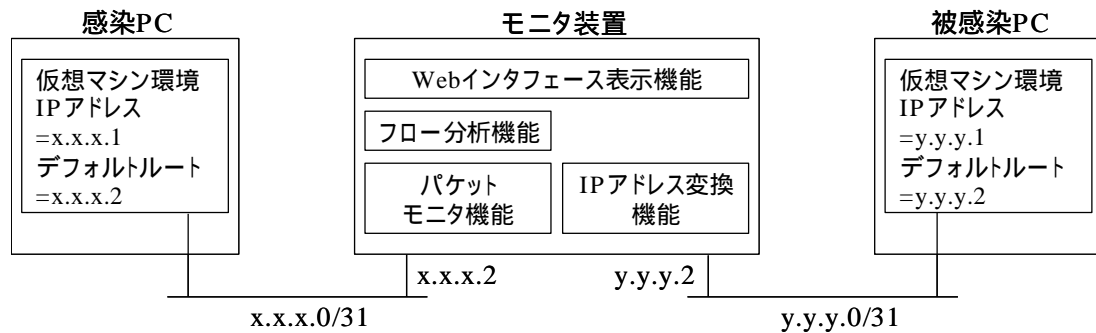 感染PC
仮想マシン環境
IPアドレス
=x.x.x.1
デフォルトルート
=x.x.x.2
モニタ装置
Webインタフェース表示機能
フロー分析機能
パケット
モニタ機能
IPアドレス変換
機能
被感染PC
仮想マシン環境
IPアドレス
=y.y.y.1
デフォルトルート
=y.y.y.2
x.x.x.2
y.y.y.2
x.x.x.0/31
y.y.y.0/31